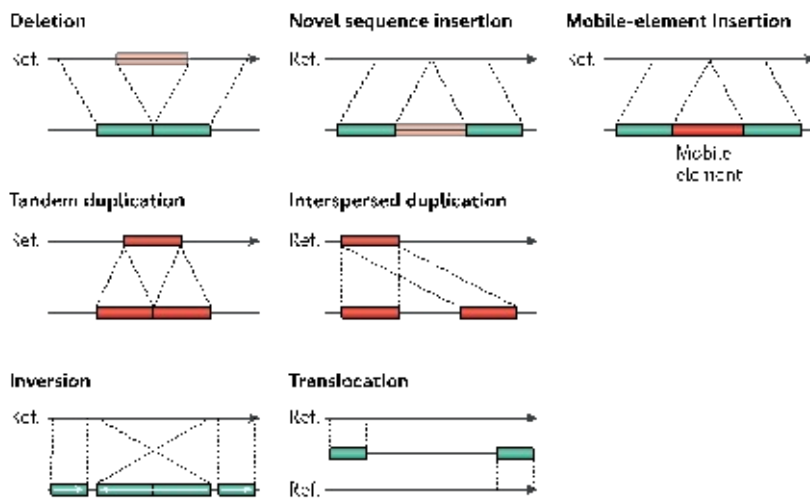 Deletion
Ref.
Novel sequence insertion
Ref.
Mobile-element Insertion
Ref.
Mobile
element
Tandem duplication
Ref.
Interspersed duplication
Ref.
Inversion
Ref.
Translocation
Ref.
Ref.